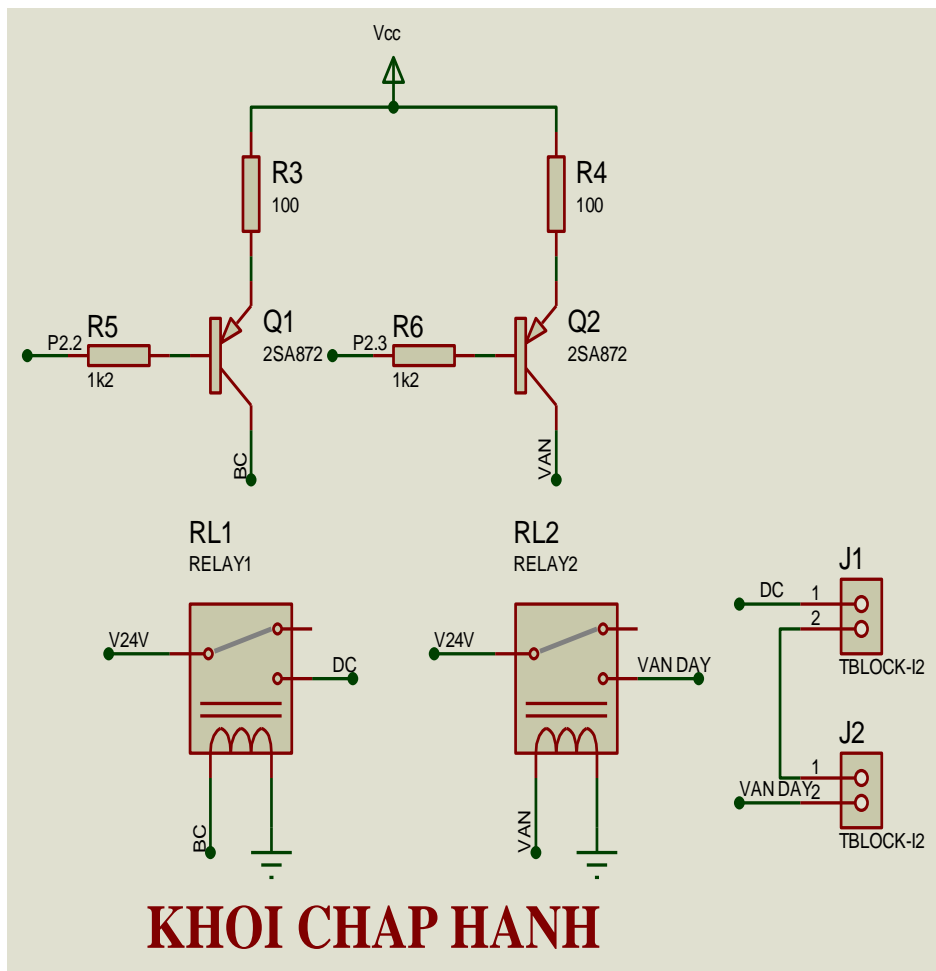 Vcc
R3
100
R4
100
P2.2
R5
1k2
Q1
2SA872
P2.3
R6
1k2
Q2
2SA872
BC
VAN
RL1
RELAY1
RL2
RELAY2
V24V
DC
V24V
VAN DAY
BC
VAN
J1
DC
1
2
TBLOCK-I2
J2
1
VAN DAY
2
TBLOCK-I2
KHOI CHAP HANH